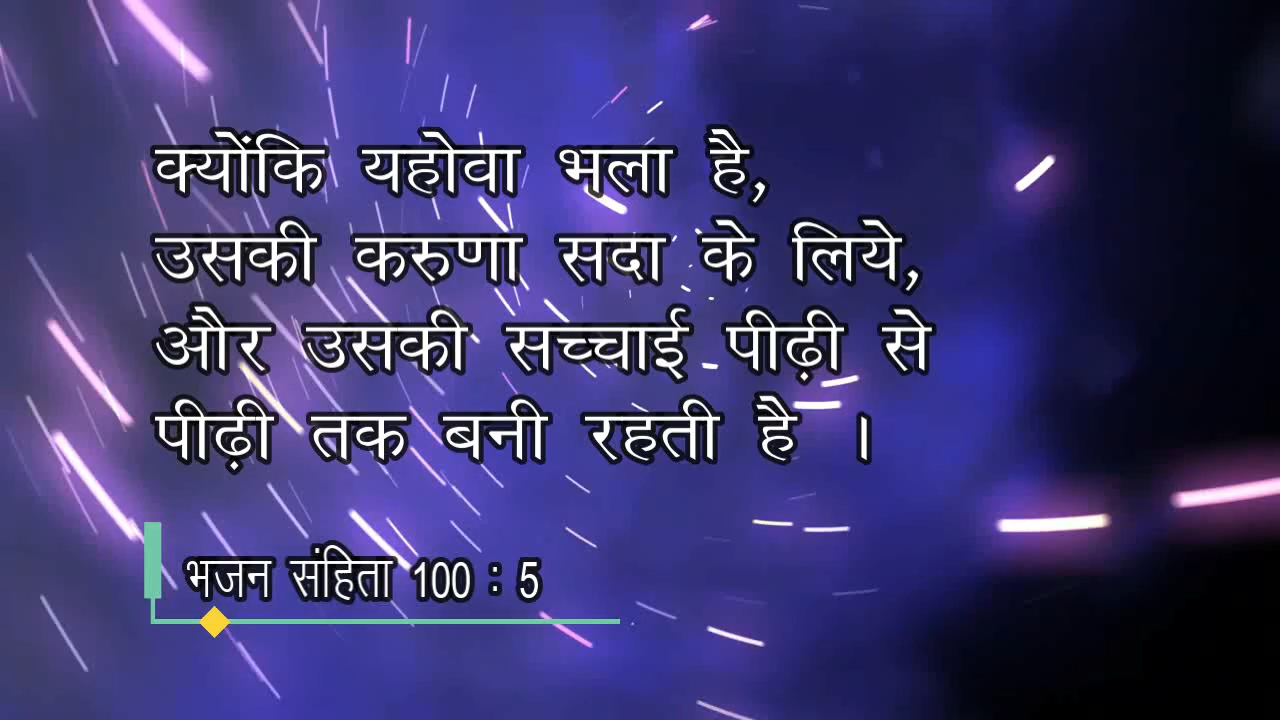 क्योंकि यहोवा भला है,
उसकी करुणा सदा के लिये,
और उसकी सच्चाई पीढ़ी से
पीढ़ी तक बनी रहती है ।
भजन संहिता 100 : 5